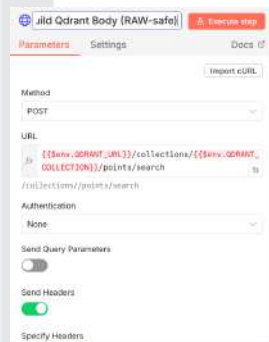 uild Qdrant Body (RAW-safe)
Execute step
Parameters
Settings
Docs
Import cURL
Method
POST
URL
fx
{{$env.QDRANT_URL}}/collections/{{$env.QDRANT_
COLLECTION}}/points/search
/collections//points/search
Authentication
None
Send Query Parameters
Send Headers
Specify Headers